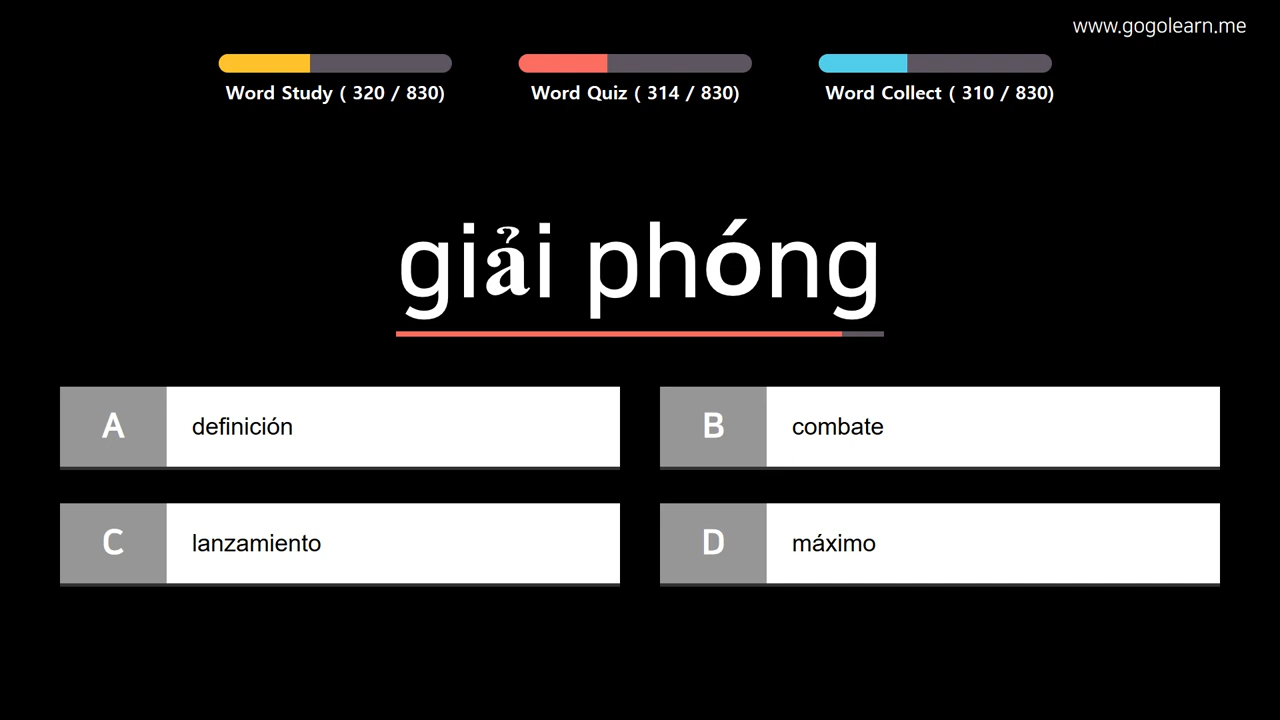 www.gogolearn.me
Word Study ( 320 / 830)
Word Quiz ( 314 / 830)
Word Collect ( 310 / 830)
giải phóng
A definición
B combate
C lanzamiento
D máximo